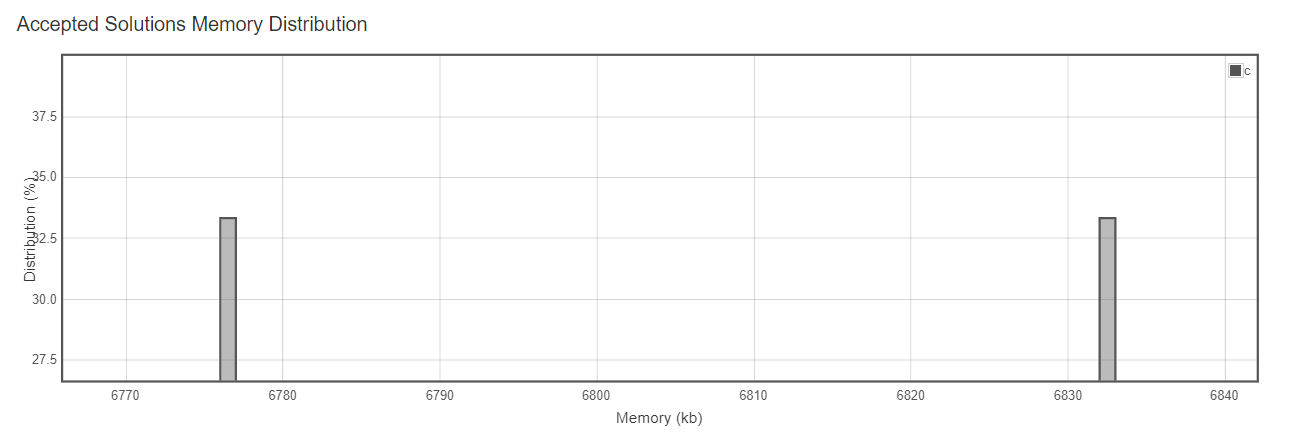 Accepted Solutions Memory Distribution
c
37.5
35.0
32.5
30.0
27.5
Distribution (%)
6770 6780 6790 6800 6810 6820 6830 6840
Memory (kb)